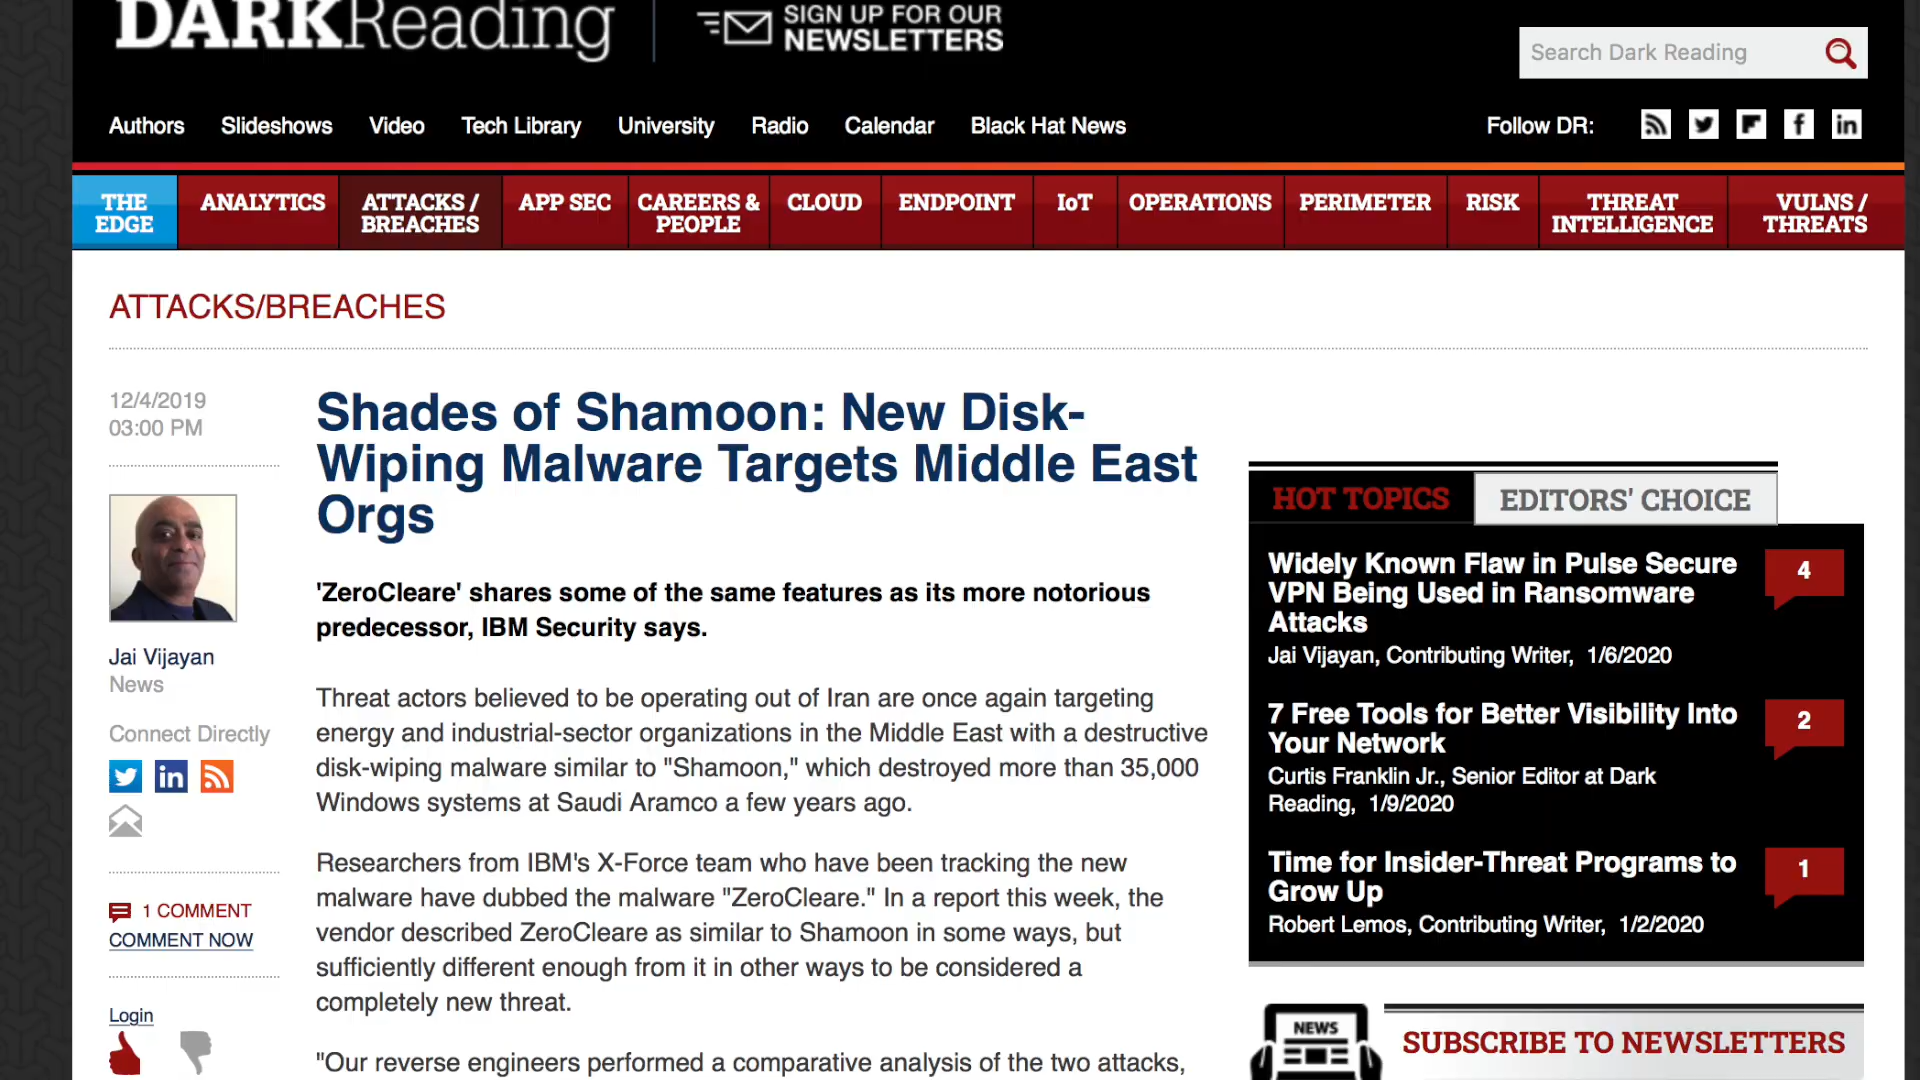 DARKReading
SIGN UP FOR OUR
NEWSLETTERS
Search Dark Reading
Authors Slideshows Video Tech Library University Radio Calendar Black Hat News
Follow DR:
in
THE
EDGE
ANALYTICS
ATTACKS /
BREACHES
APP SEC
CAREERS &
PEOPLE
CLOUD
ENDPOINT
IoT
OPERATIONS
PERIMETER
RISK
THREAT
INTELLIGENCE
VULNS /
THREATS
ATTACKS/BREACHES
12/4/2019
03:00 PM
Jai Vijayan
News
Connect Directly
in
1 COMMENT
COMMENT NOW
Login
Shades of Shamoon: New Disk-
Wiping Malware Targets Middle East
Orgs
'ZeroCleare' shares some of the same features as its more notorious
predecessor, IBM Security says.
Threat actors believed to be operating out of Iran are once again targeting
energy and industrial-sector organizations in the Middle East with a destructive
disk-wiping malware similar to "Shamoon," which destroyed more than 35,000
Windows systems at Saudi Aramco a few years ago.
Researchers from IBM's X-Force team who have been tracking the new
malware have dubbed the malware "ZeroCleare." In a report this week, the
vendor described ZeroCleare as similar to Shamoon in some ways, but
sufficiently different enough from it in other ways to be considered a
completely new threat.
"Our reverse engineers performed a comparative analysis of the two attacks,
HOT TOPICS
EDITORS' CHOICE
Widely Known Flaw in Pulse Secure
VPN Being Used in Ransomware
Attacks
Jai Vijayan, Contributing Writer, 1/6/2020
4
7 Free Tools for Better Visibility Into
Your Network
Curtis Franklin Jr., Senior Editor at Dark
Reading, 1/9/2020
2
Time for Insider-Threat Programs to
Grow Up
Robert Lemos, Contributing Writer, 1/2/2020
1
NEWS
SUBSCRIBE TO NEWSLETTERS